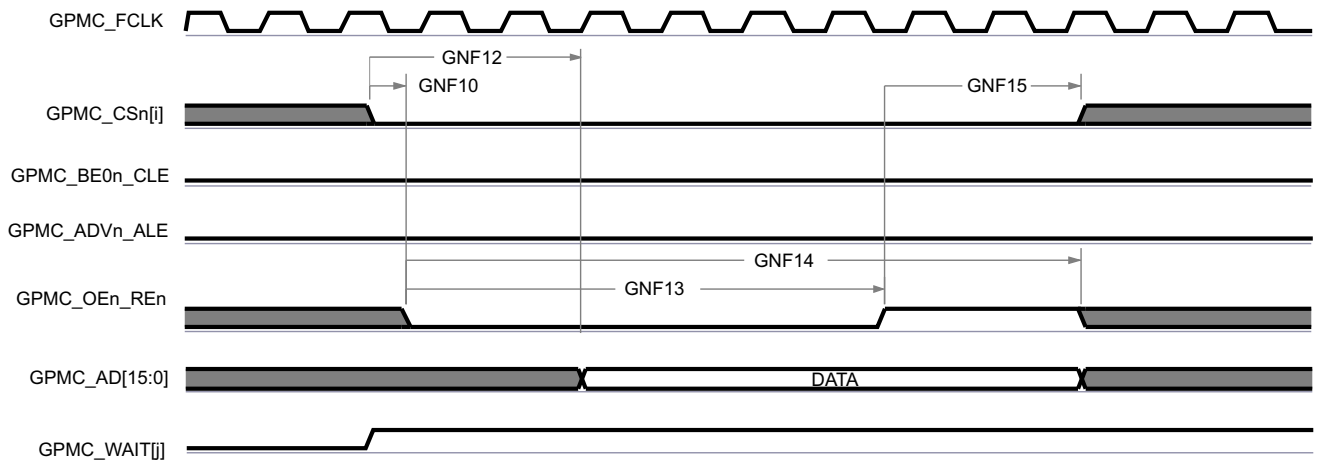 GPMC_FCLK
GNF12
GNF10
GNF15
GPMC_CSn[i]
GPMC_BE0n_CLE
GPMC_ADVn_ALE
GNF14
GNF13
GPMC_OEn_REn
GPMC_AD[15:0]
DATA
GPMC_WAIT[j]